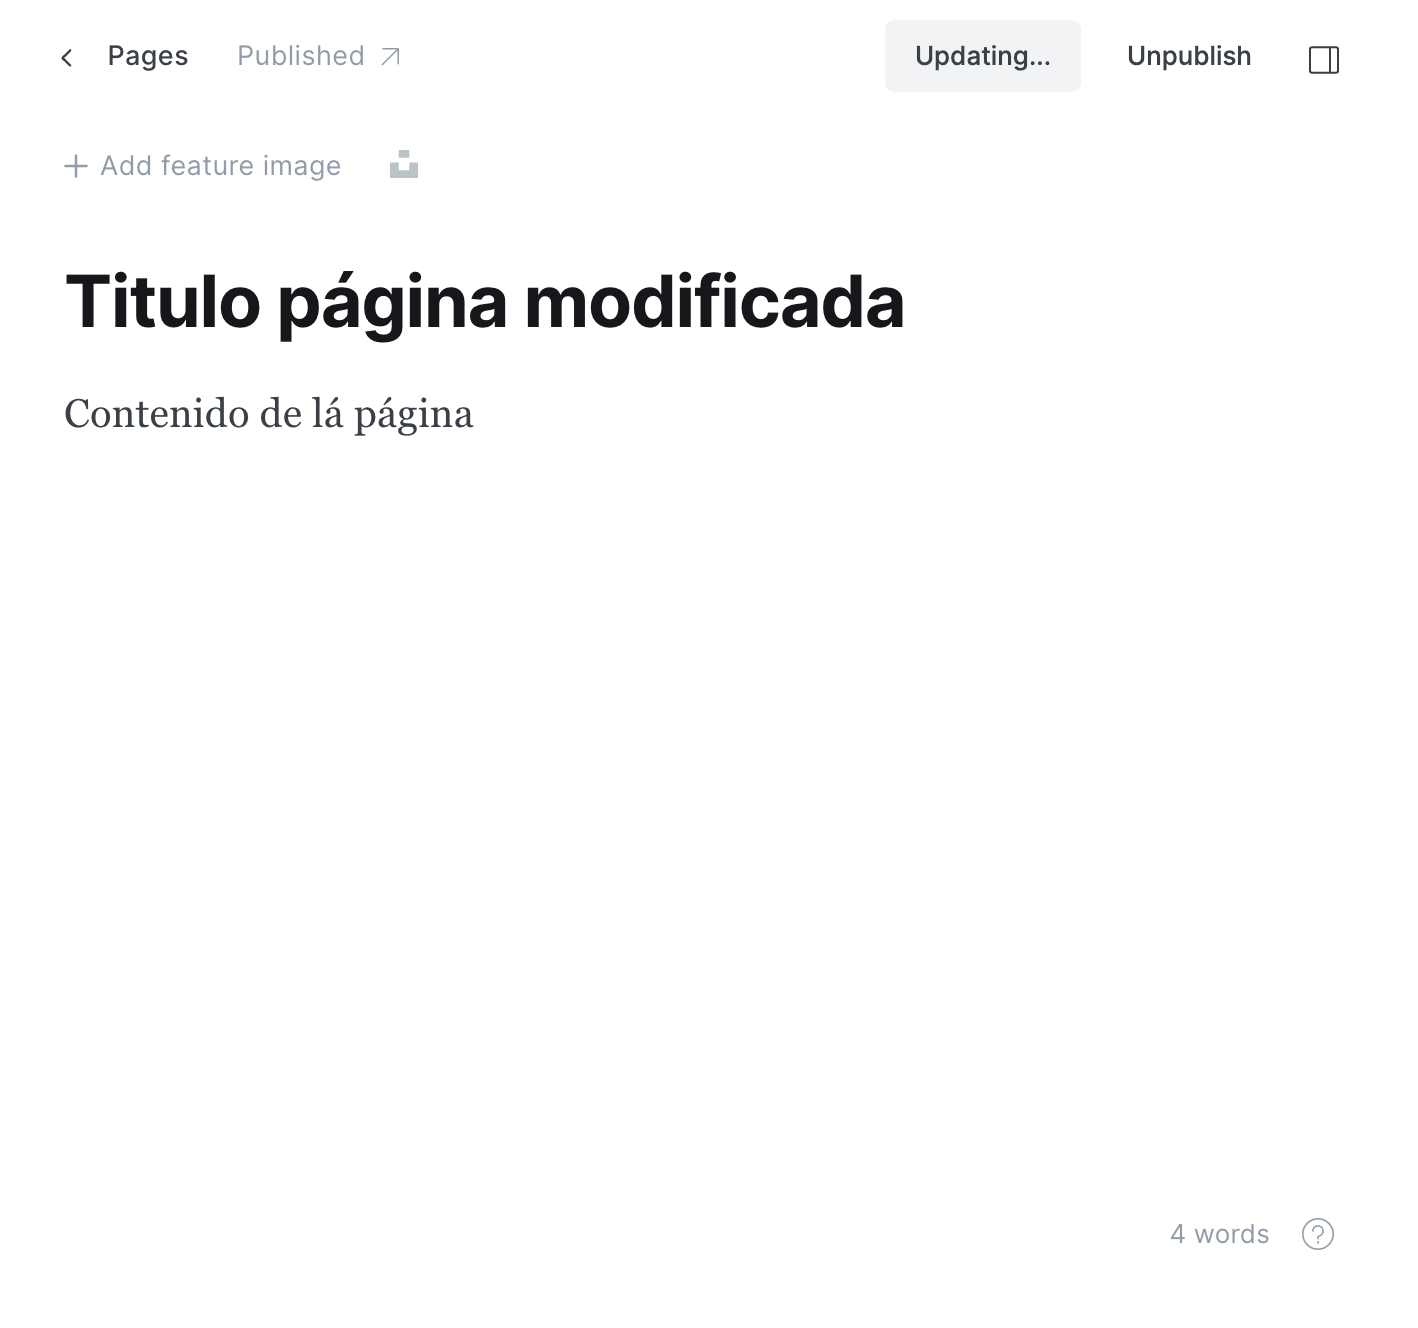 Pages Published Updating... Unpublish
Add feature image
Titulo página modificada
Contenido de lá página
4 words ?